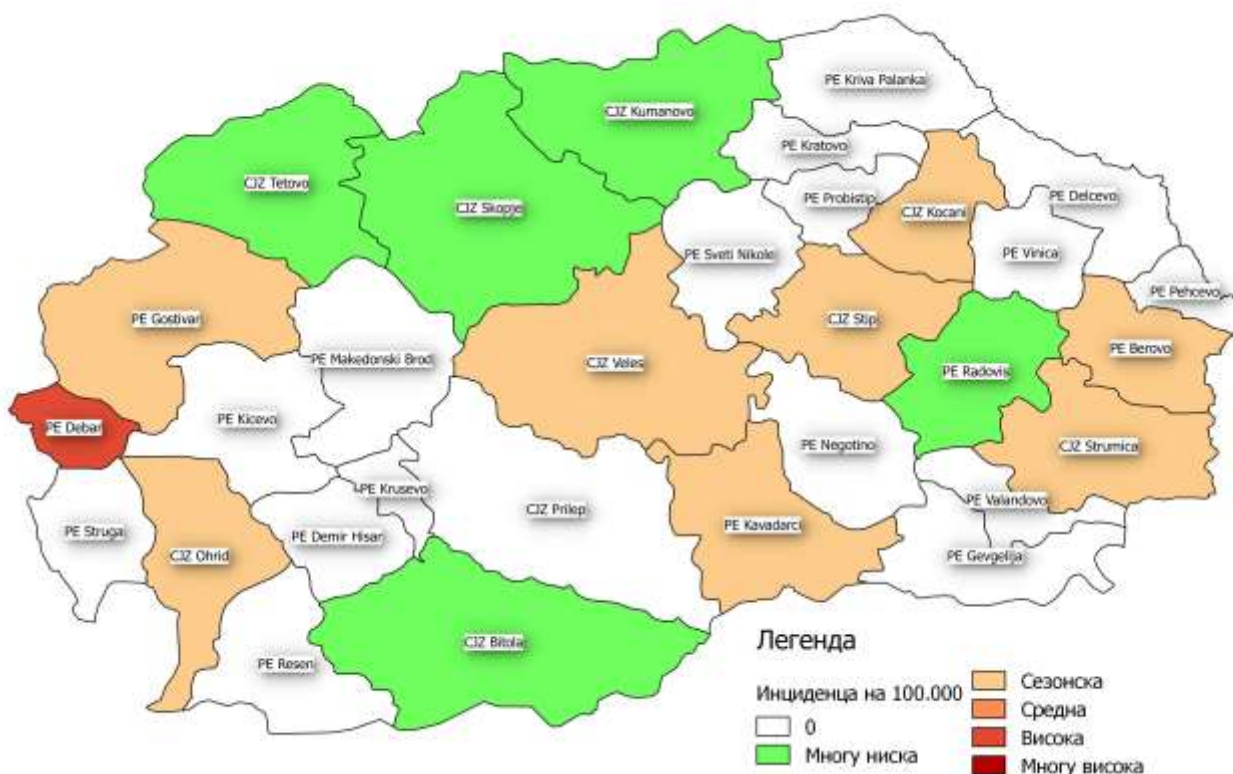 PE Kriva Palanka
CJZ Kumanovo
PE Kratovo
CJZ Tetovo
PE Probistip
PE Delcevo
CJZ Skopje
CJZ Kocani
PE Sveti Nikole
PE Vinica
PE Pehcevo
PE Gostivar
CJZ Stip
PE Berovo
PE Makedonski Brod
CJZ Veles
PE Radovis
PE Debar
PE Kicevo
PE Negotino
CJZ Strumica
PE Krusevo
PE Valandovo
CJZ Prilep
PE Struga
PE Demir Hisar
PE Kavadarci
CJZ Ohrid
PE Gevgelija
CJZ Bitola
PE Resen
Легенда
Инциденца на 100.000
0
Многу ниска
Сезонска
Средна
Висока
Многу висока